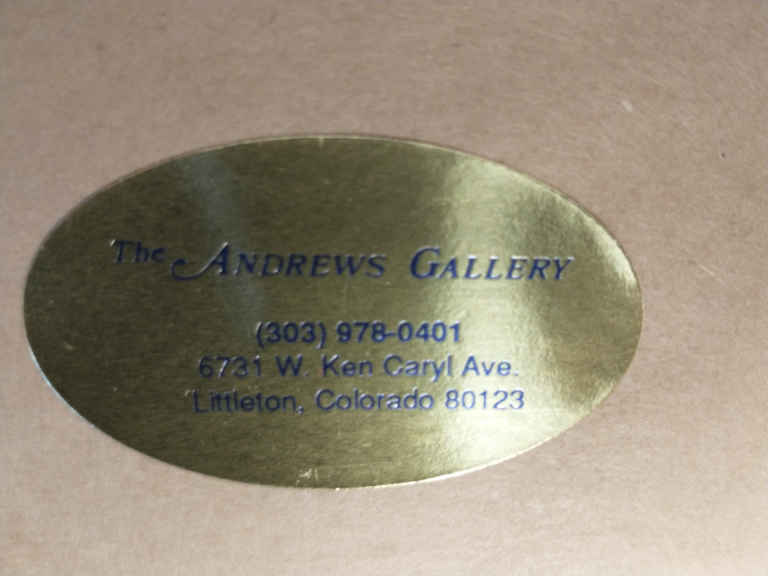 The ANDREWS GALLERY
(303) 978-0401
6731 W. Ken Caryl Ave.
Littleton, Colorado 80123